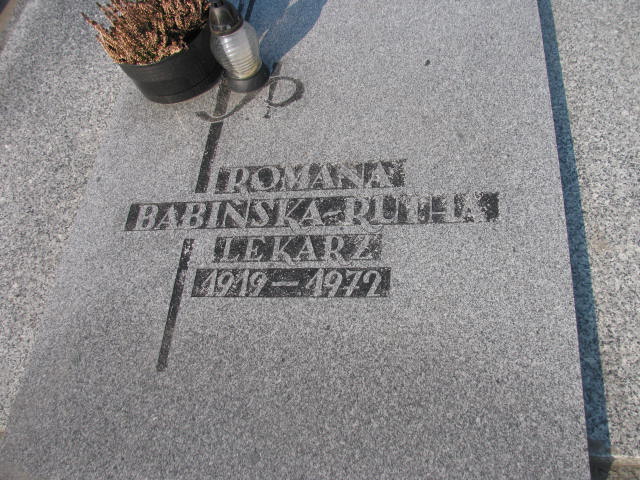 Ś P
ROMANA
BABIŃSKA-RUTHA
LEKARZ
1919-1972